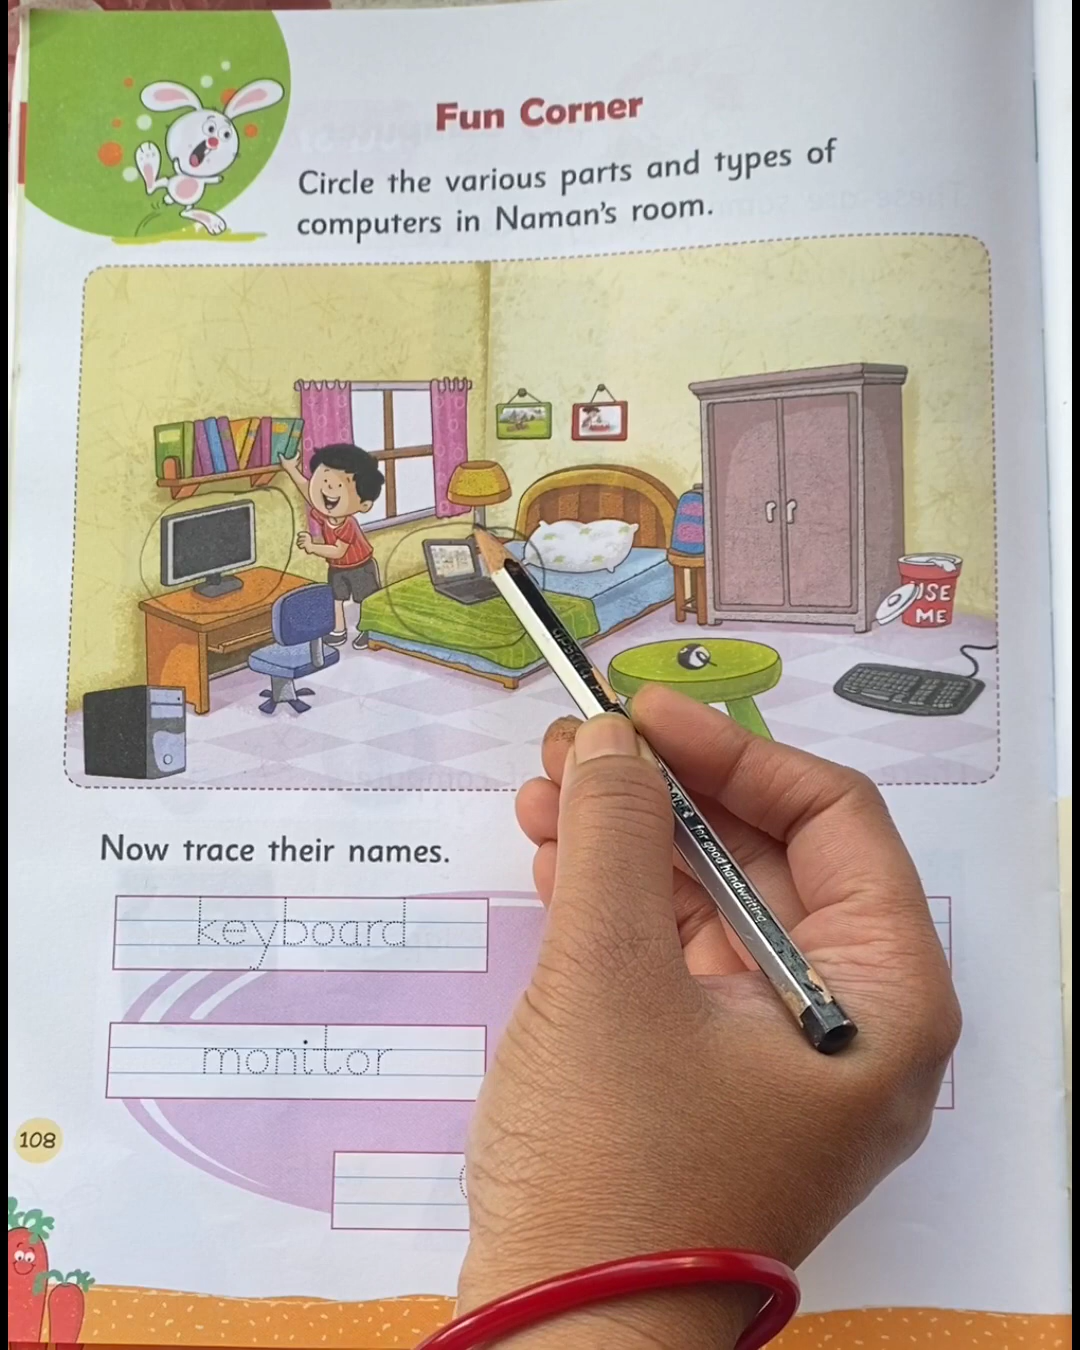 Fun Corner
Circle the various parts and types of
computers in Naman's room.
USE
ME
Now trace their names.
keyboard
monitor
for good handwriting
108